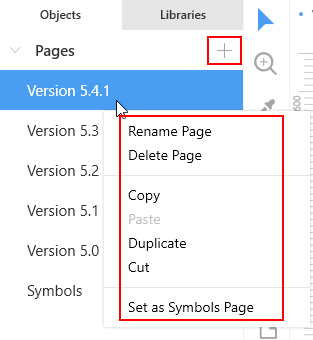 Objects
Libraries
Pages
Version 5.4.1
Version 5.3
Rename Page
Delete Page
Version 5.2
Copy
Version 5.1
Paste
Duplicate
Version 5.0
Cut
Symbols
Set as Symbols Page